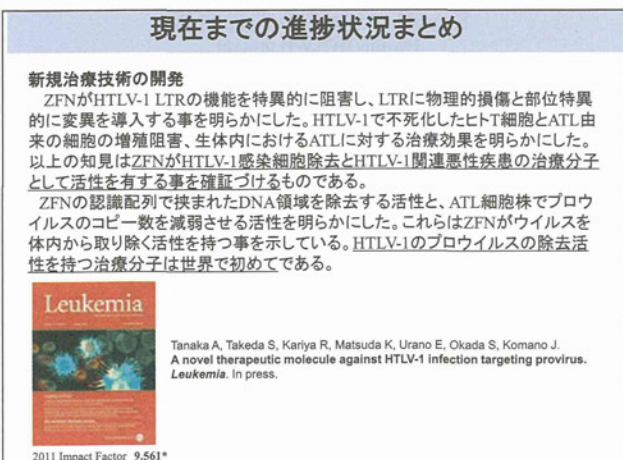 現在までの進捗状況まとめ
新規治療技術の開発
ZFNがHTLV-1 LTRの機能を特異的に阻害し、LTRに物理的損傷と部位特異
的に変異を導入する事を明らかにした。HTLV-1で不死化したヒトT細胞とATL由
来の細胞の増殖阻害、生体内におけるATLに対する治療効果を明らかにした。
以上の知見はZFNがHTLV-1感染細胞除去とHTLV-1関連悪性疾患の治療分子
として活性を有する事を確証づけるものである。
ZFNの認識配列で挟まれたDNA領域を除去する活性と、ATL細胞株でプロウ
イルスのコピー数を減弱させる活性を明らかにした。これらはZFNがウイルスを
体内から取り除く活性を持つ事を示している。HTLV-1のプロウイルスの除去活
性を持つ治療分子は世界で初めてである。
Leukemia
Tanaka A, Takeda S, Kariya R, Matsuda K, Urano E, Okada S, Komano J.
A novel therapeutic molecule against HTLV-1 infection targeting provirus.
Leukemia. In press.
2011 Impact Factor 9.561*